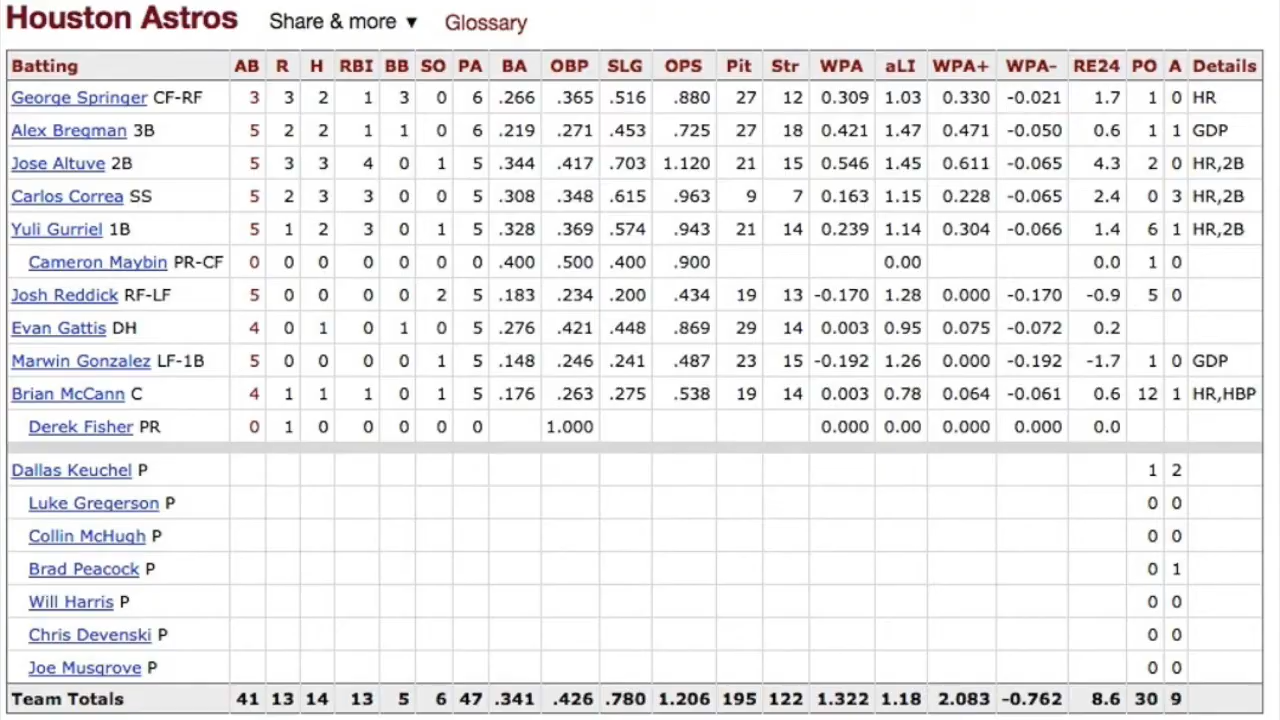 Houston Astros Share & more ▼ Glossary
Batting AB R H RBI BB SO PA BA OBP SLG OPS Pit Str WPA aLI WPA+ WPA- RE24 PO A Details
George Springer CF-RF 3 3 2 1 3 0 6 .266 .365 .516 .880 27 12 0.309 1.03 0.330 -0.021 1.7 1 0 HR
Alex Bregman 3B 5 2 2 1 1 0 6 .219 .271 .453 .725 27 18 0.421 1.47 0.471 -0.050 0.6 1 1 GDP
Jose Altuve 2B 5 3 3 4 0 1 5 .344 .417 .703 1.120 21 15 0.546 1.45 0.611 -0.065 4.3 2 0 HR,2B
Carlos Correa SS 5 2 3 3 0 0 5 .308 .348 .615 .963 9 7 0.163 1.15 0.228 -0.065 2.4 0 3 HR,2B
Yuli Gurriel 1B 5 1 2 3 0 1 5 .328 .369 .574 .943 21 14 0.239 1.14 0.304 -0.066 1.4 6 1 HR,2B
Cameron Maybin PR-CF 0 0 0 0 0 0 0 .400 .500 .400 .900 0.00 0.0 1 0
Josh Reddick RF-LF 5 0 0 0 0 2 5 .183 .234 .200 .434 19 13 -0.170 1.28 0.000 -0.170 -0.9 5 0
Evan Gattis DH 4 0 1 0 1 0 5 .276 .421 .448 .869 29 14 0.003 0.95 0.075 -0.072 0.2
Marwin Gonzalez LF-1B 5 0 0 0 0 1 5 .148 .246 .241 .487 23 15 -0.192 1.26 0.000 -0.192 -1.7 1 0 GDP
Brian McCann C 4 1 1 1 0 1 5 .176 .263 .275 .538 19 14 0.003 0.78 0.064 -0.061 0.6 12 1 HR,HBP
Derek Fisher PR 0 1 0 0 0 0 0 1.000 0.000 0.00 0.000 0.000 0.0
Dallas Keuchel P 1 2
Luke Gregerson P 0 0
Collin McHugh P 0 0
Brad Peacock P 0 1
Will Harris P 0 0
Chris Devenski P 0 0
Joe Musgrove P 0 0
Team Totals 41 13 14 13 5 6 47 .341 .426 .780 1.206 195 122 1.322 1.18 2.083 -0.762 8.6 30 9